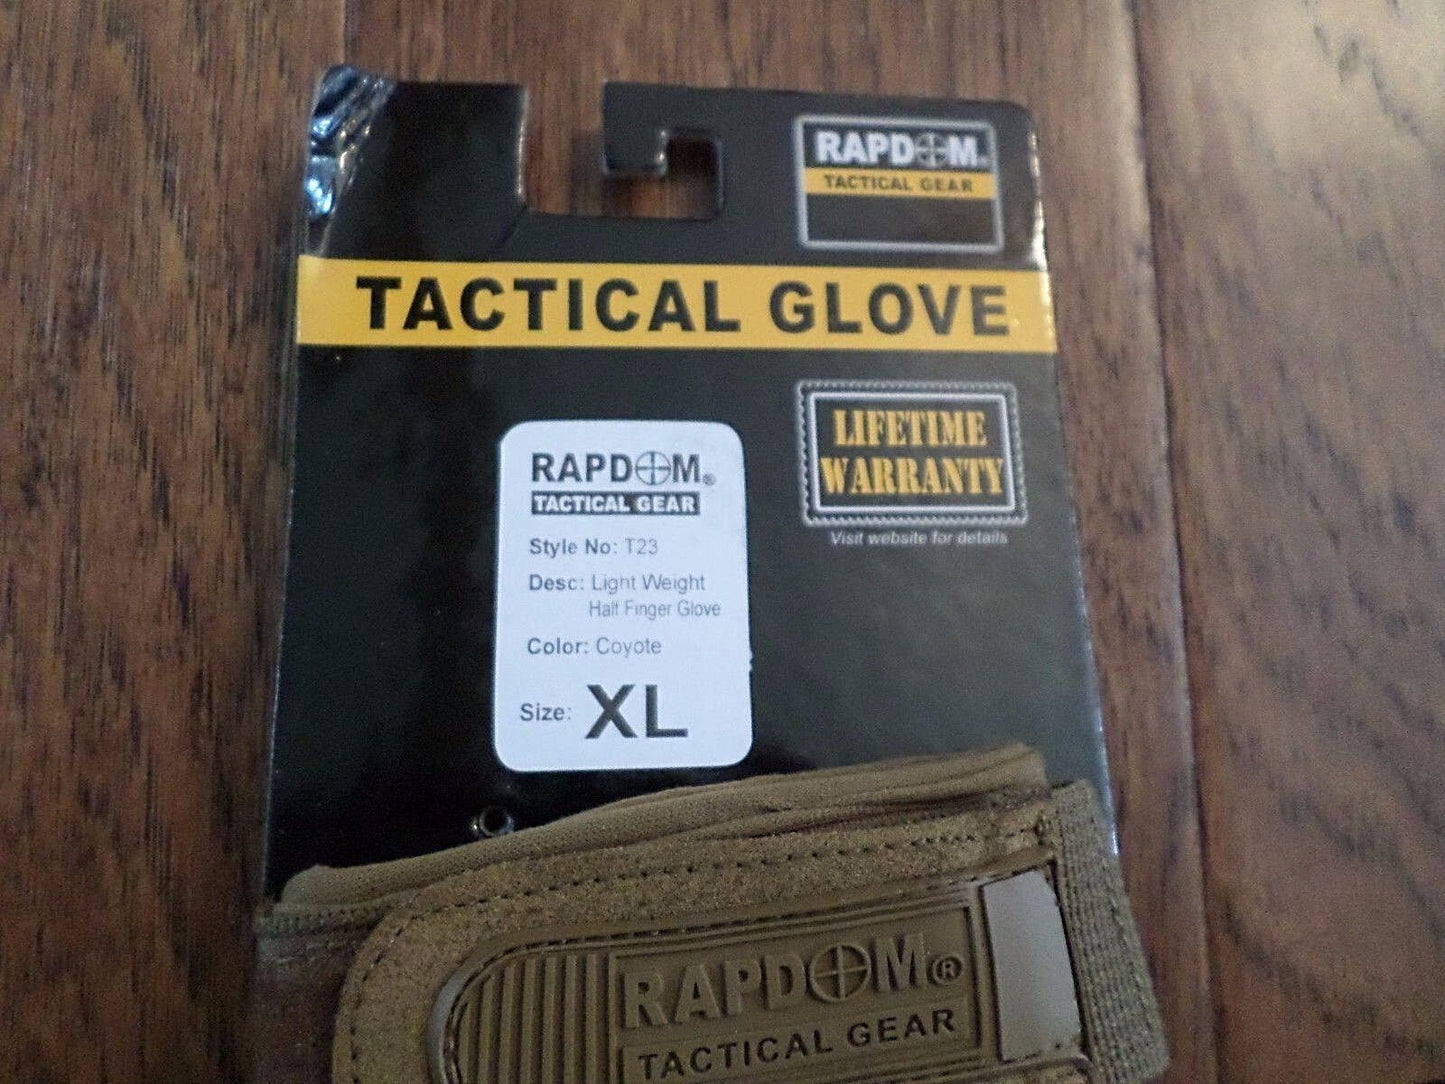 RAPDOM®
TACTICAL GEAR
TACTICAL GLOVE
LIFETIME
WARRANTY
Visit website for details
RAPDOM®
TACTICAL GEAR
Style No: T23
Desc: Light Weight
Half Finger Glove
Color: Coyote
Size: XL
RAPDOM®
TACTICAL GEAR